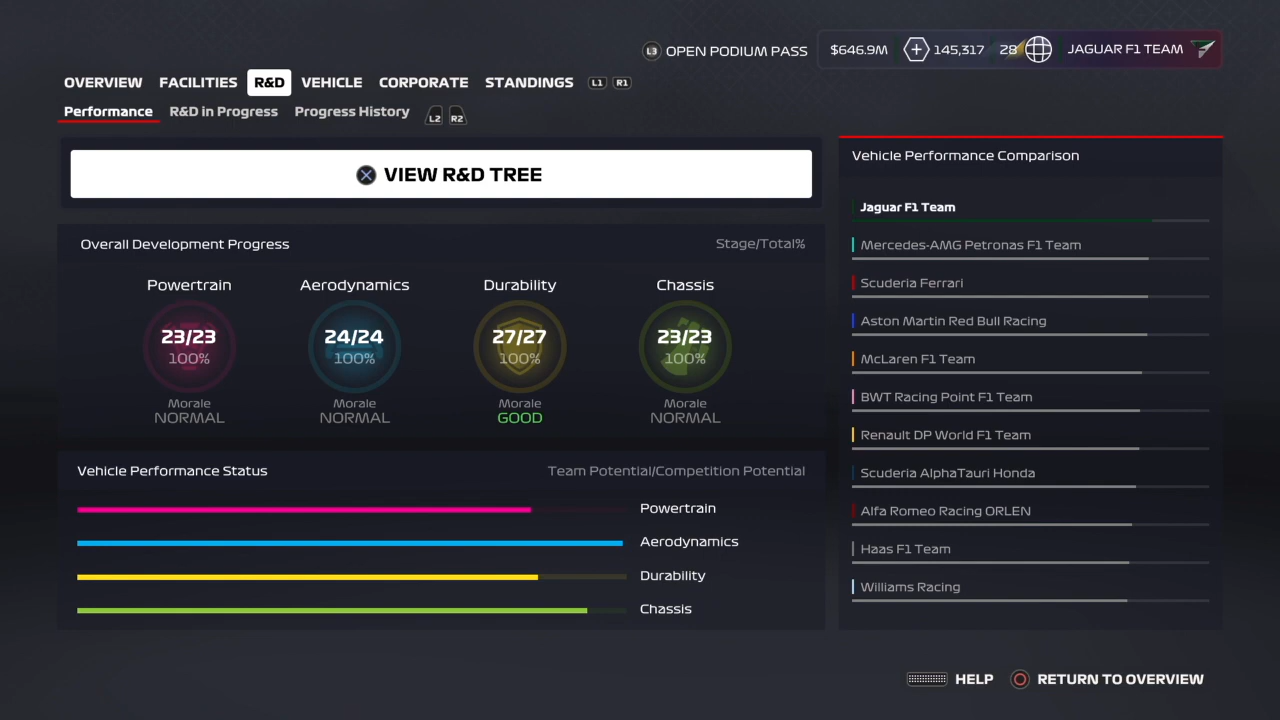 L3 OPEN PODIUM PASS $646.9M 145,317 28 JAGUAR F1 TEAM
OVERVIEW FACILITIES R&D VEHICLE CORPORATE STANDINGS L1 R1
Performance R&D in Progress Progress History L2 R2
VIEW R&D TREE
Overall Development Progress Stage/Total%
Powertrain Aerodynamics Durability Chassis
23/23 24/24 27/27 23/23
100% 100% 100% 100%
Morale Morale Morale Morale
NORMAL NORMAL GOOD NORMAL
Vehicle Performance Status Team Potential/Competition Potential
Powertrain
Aerodynamics
Durability
Chassis
Vehicle Performance Comparison
Jaguar F1 Team
Mercedes-AMG Petronas F1 Team
Scuderia Ferrari
Aston Martin Red Bull Racing
McLaren F1 Team
BWT Racing Point F1 Team
Renault DP World F1 Team
Scuderia AlphaTauri Honda
Alfa Romeo Racing ORLEN
Haas F1 Team
Williams Racing
HELP RETURN TO OVERVIEW